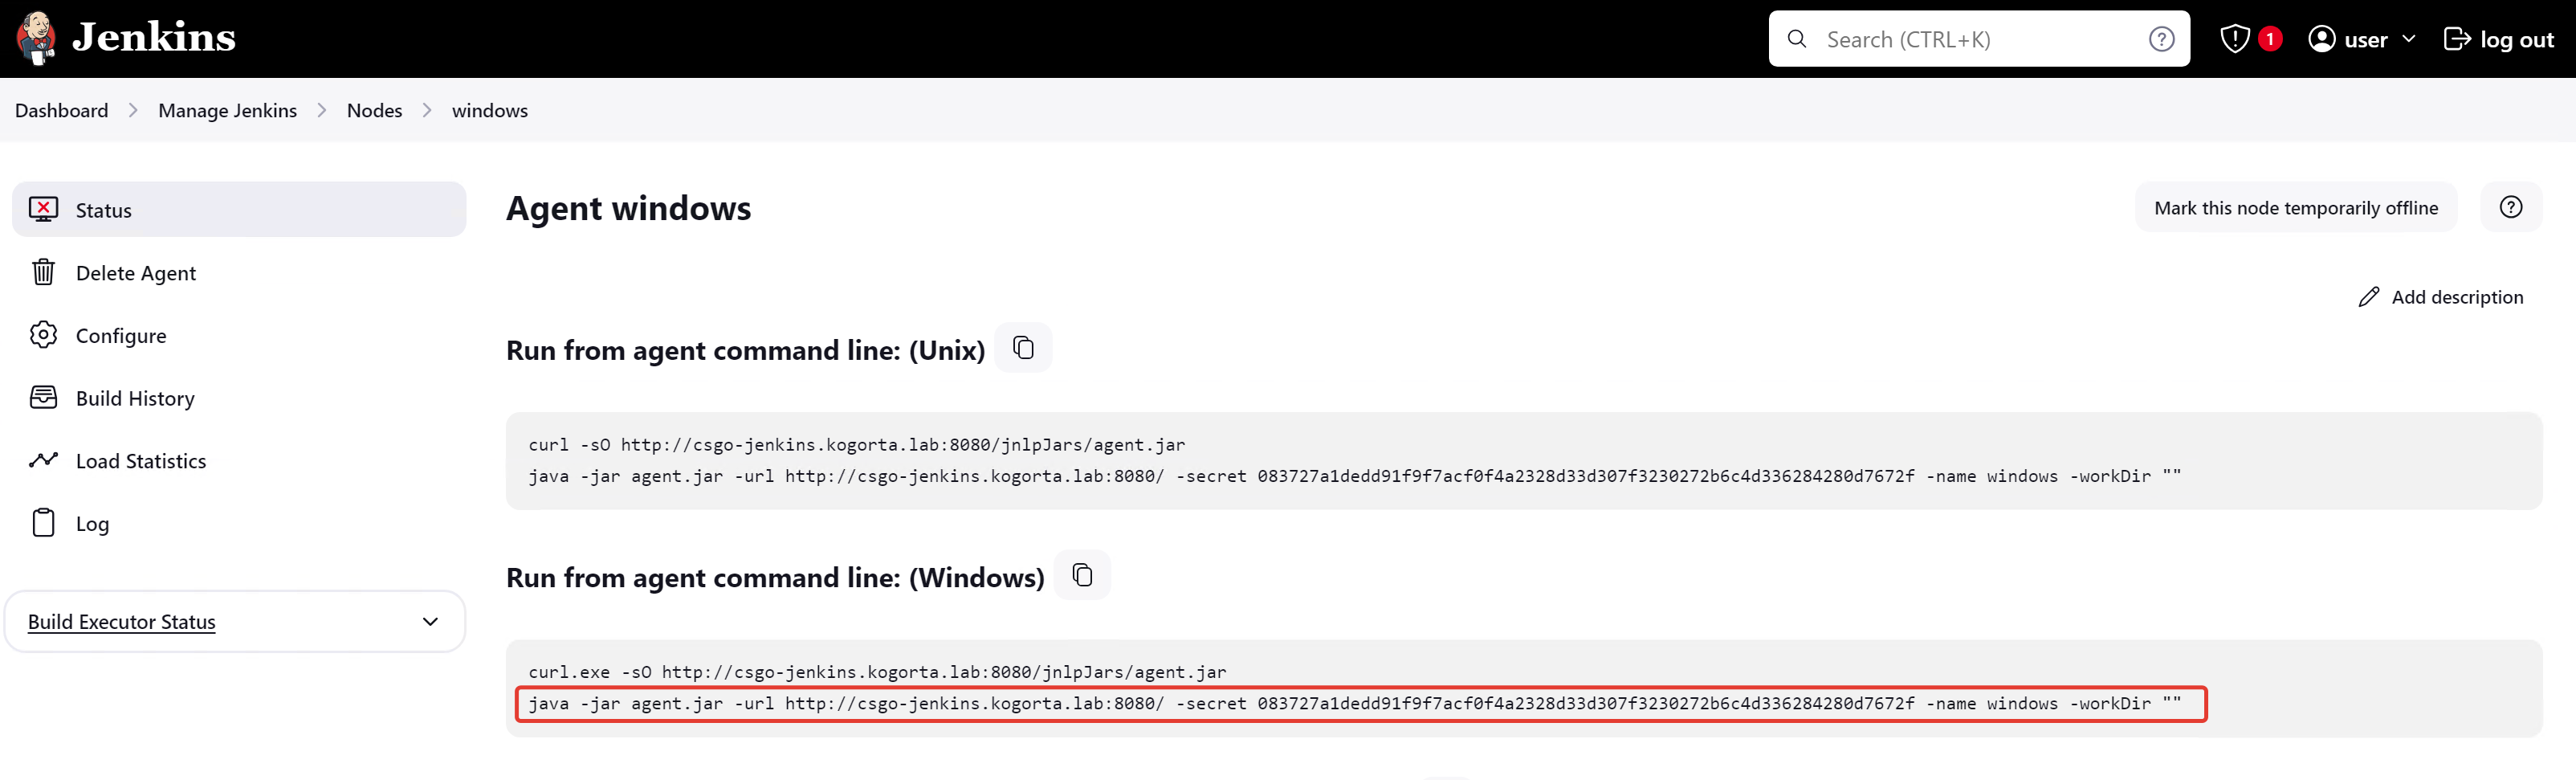 Jenkins
Search (CTRL+K)
1
user
log out
Dashboard
Manage Jenkins
Nodes
windows
Status
Delete Agent
Configure
Build History
Load Statistics
Log
Build Executor Status
Agent windows
Mark this node temporarily offline
Add description
Run from agent command line: (Unix)
curl -sO http://csgo-jenkins.kogorta.lab:8080/jnlpJars/agent.jar
java -jar agent.jar -url http://csgo-jenkins.kogorta.lab:8080/ -secret 083727a1dedd91f9f7acf0f4a2328d33d307f3230272b6c4d336284280d7672f -name windows -workDir ""
Run from agent command line: (Windows)
curl.exe -sO http://csgo-jenkins.kogorta.lab:8080/jnlpJars/agent.jar
java -jar agent.jar -url http://csgo-jenkins.kogorta.lab:8080/ -secret 083727a1dedd91f9f7acf0f4a2328d33d307f3230272b6c4d336284280d7672f -name windows -workDir ""